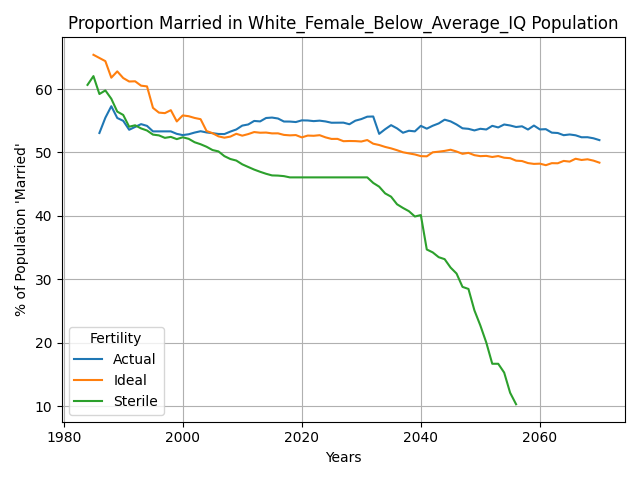 Proportion Married in White_Female_Below_Average_IQ Population
% of Population 'Married'
60
50
40
30
20
10
Fertility
Actual
Ideal
Sterile
1980
2000
2020
2040
2060
Years